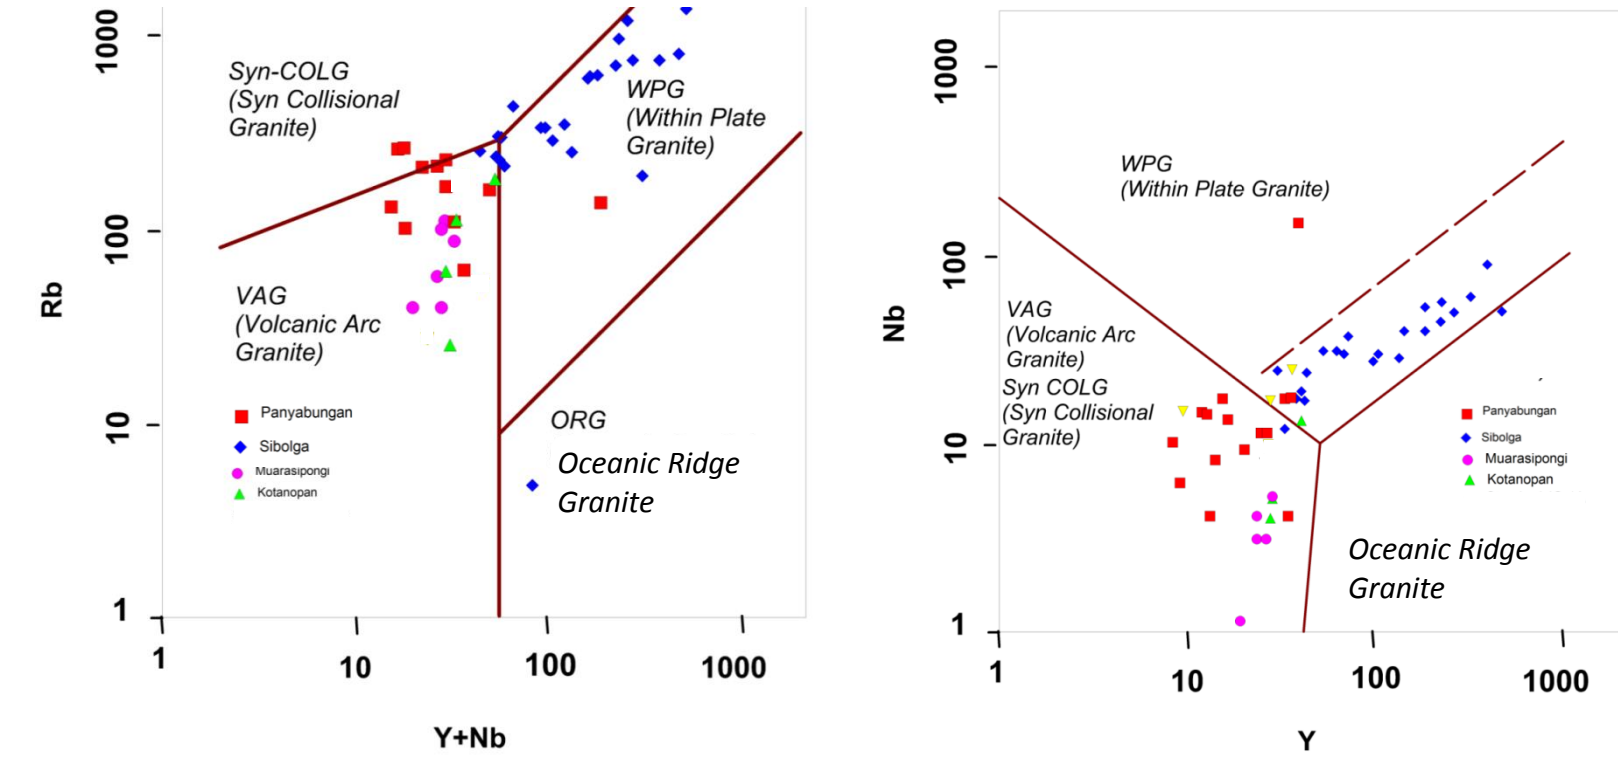 1000
Syn-COLG
(Syn Collisional
Granite)
WPG
(Within Plate
Granite)
100
Rb
VAG
(Volcanic Arc
Granite)
10
Panyabungan
Sibolga
Muarasipongi
Kotanopan
ORG
Oceanic Ridge
Granite
1
1
10
100
1000
Y+Nb
1000
WPG
(Within Plate Granite)
100
Nb
VAG
(Volcanic Arc
Granite)
Syn COLG
(Syn Collisional
Granite)
10
Panyabungan
Sibolga
Muarasipongi
Kotanopan
Oceanic Ridge
Granite
1
1
10
100
1000
Y